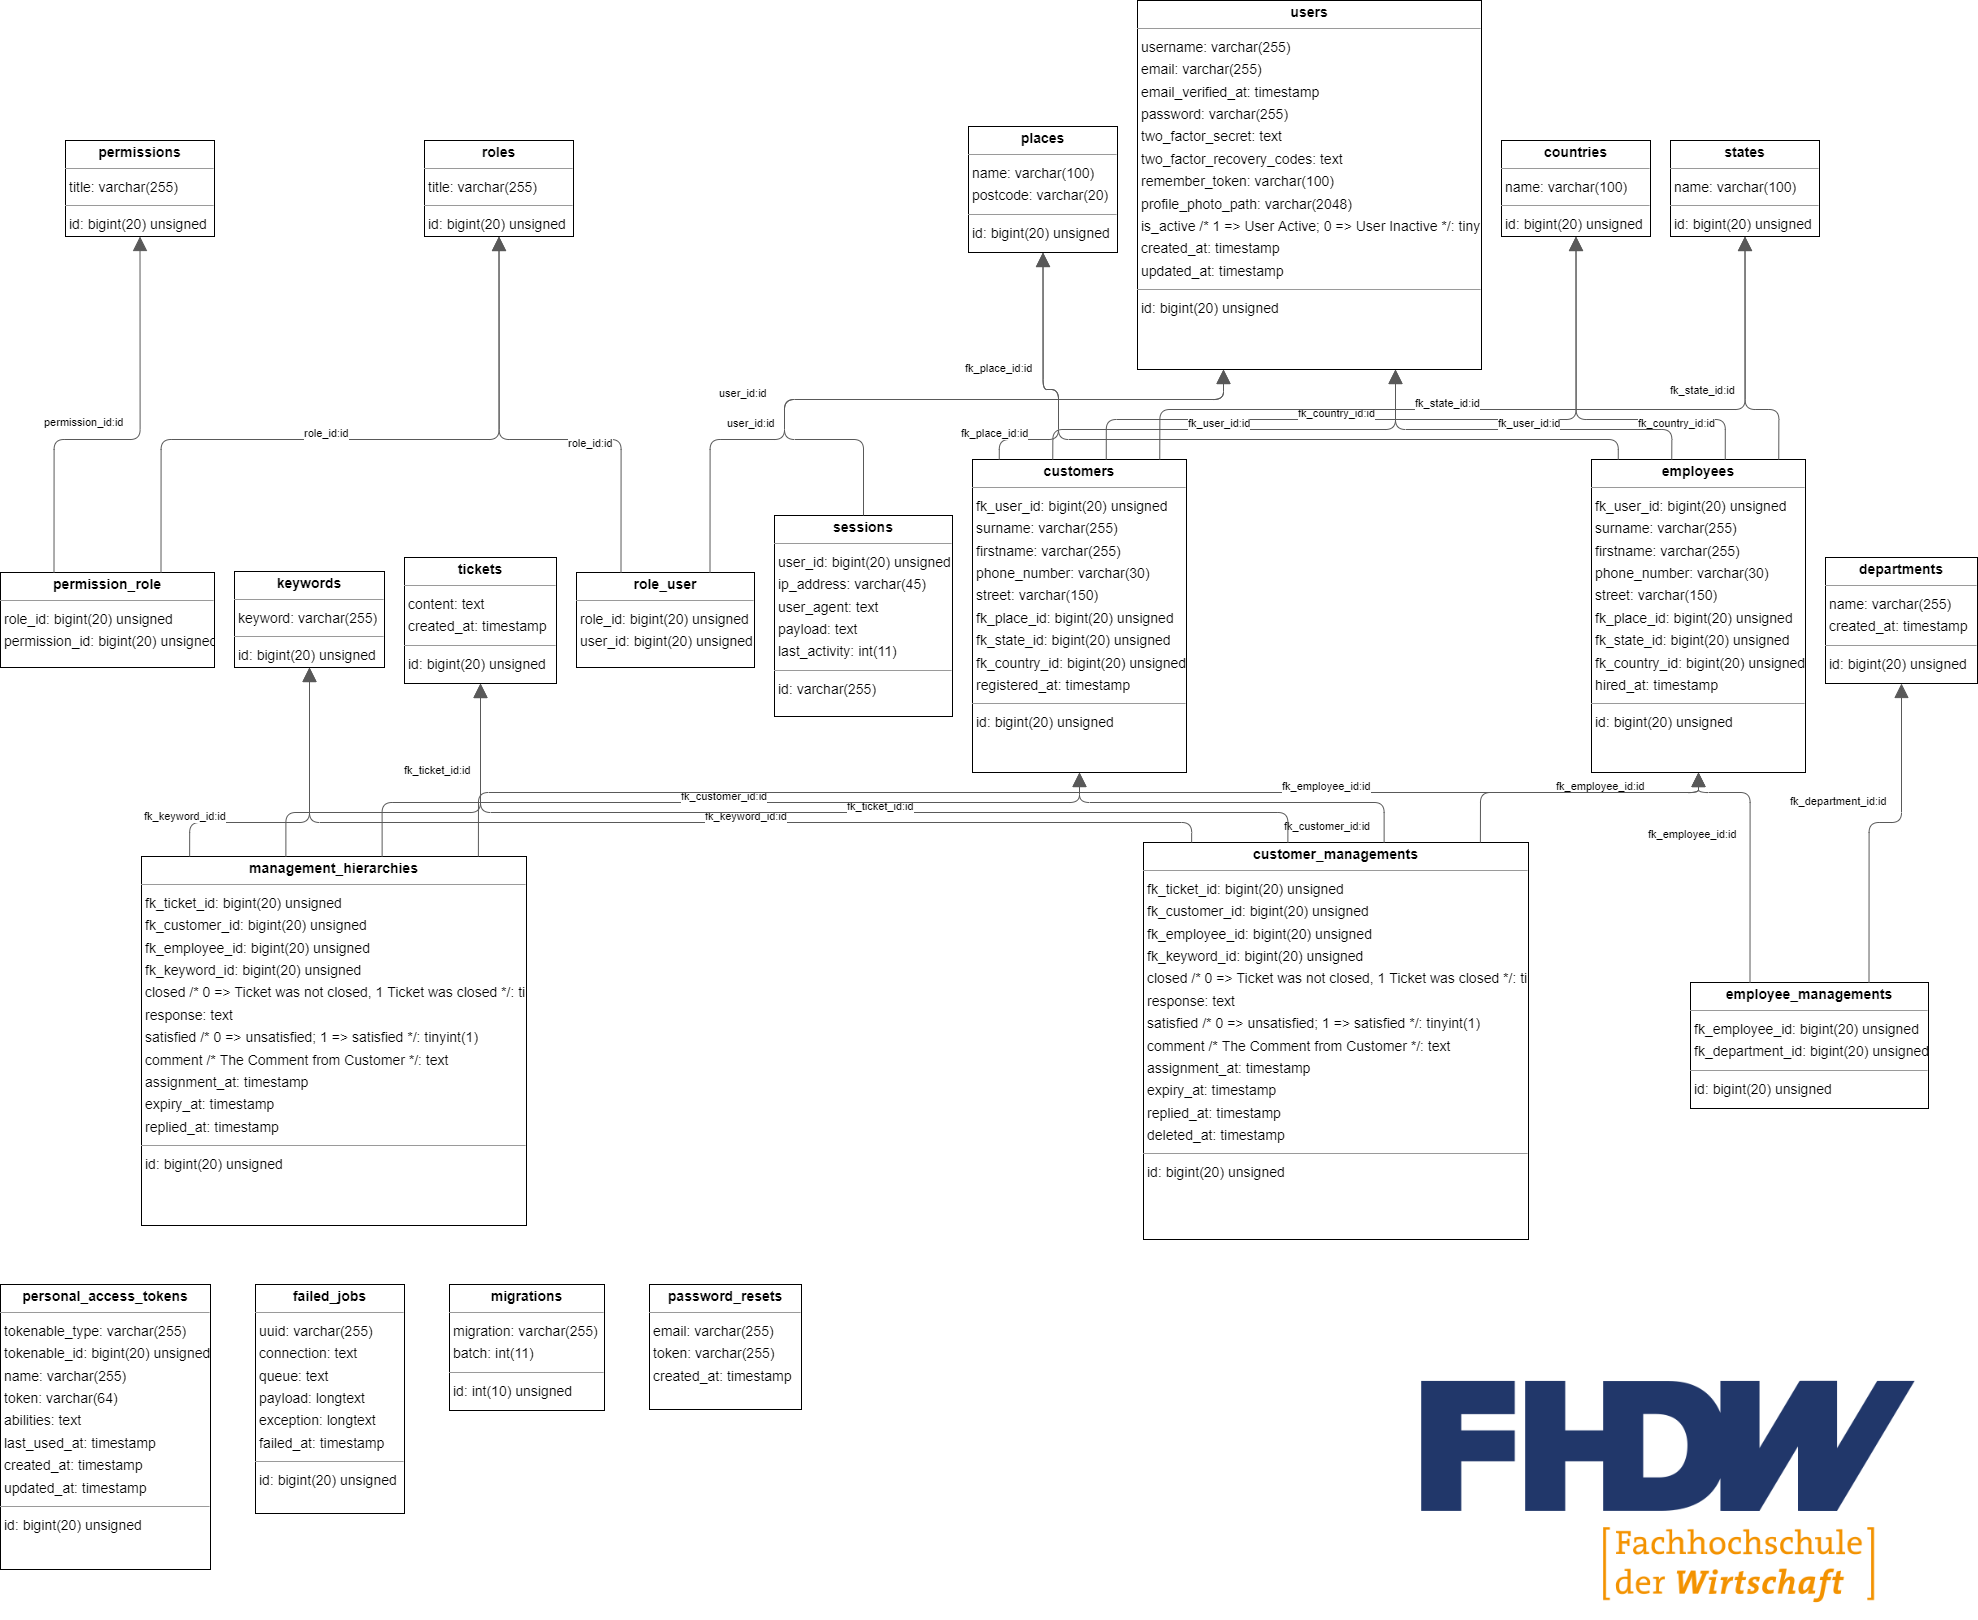 users
username: varchar(255)
email: varchar(255)
email_verified_at: timestamp
password: varchar(255)
two_factor_secret: text
two_factor_recovery_codes: text
remember_token: varchar(100)
profile_photo_path: varchar(2048)
is_active /* 1 => User Active; 0 => User Inactive */: tiny
created_at: timestamp
updated_at: timestamp
id: bigint(20) unsigned
permissions
title: varchar(255)
id: bigint(20) unsigned
roles
title: varchar(255)
id: bigint(20) unsigned
places
name: varchar(100)
postcode: varchar(20)
id: bigint(20) unsigned
countries
name: varchar(100)
id: bigint(20) unsigned
states
name: varchar(100)
id: bigint(20) unsigned
fk_place_id:id
user_id:id
fk_state_id:id
fk_state_id:id
fk_country_id:id
permission_id:id
role_id:id
role_id:id
user_id:id
fk_place_id:id
fk_user_id:id
fk_user_id:id
fk_country_id:id
customers
fk_user_id: bigint(20) unsigned
surname: varchar(255)
firstname: varchar(255)
phone_number: varchar(30)
street: varchar(150)
fk_place_id: bigint(20) unsigned
fk_state_id: bigint(20) unsigned
fk_country_id: bigint(20) unsigned
registered_at: timestamp
id: bigint(20) unsigned
employees
fk_user_id: bigint(20) unsigned
surname: varchar(255)
firstname: varchar(255)
phone_number: varchar(30)
street: varchar(150)
fk_place_id: bigint(20) unsigned
fk_state_id: bigint(20) unsigned
fk_country_id: bigint(20) unsigned
hired_at: timestamp
id: bigint(20) unsigned
sessions
user_id: bigint(20) unsigned
ip_address: varchar(45)
user_agent: text
payload: text
last_activity: int(11)
id: varchar(255)
permission_role
role_id: bigint(20) unsigned
permission_id: bigint(20) unsigned
keywords
keyword: varchar(255)
id: bigint(20) unsigned
tickets
content: text
created_at: timestamp
id: bigint(20) unsigned
role_user
role_id: bigint(20) unsigned
user_id: bigint(20) unsigned
departments
name: varchar(255)
created_at: timestamp
id: bigint(20) unsigned
fk_ticket_id:id
fk_customer_id:id
fk_employee_id:id
fk_employee_id:id
fk_department_id:id
fk_keyword_id:id
fk_keyword_id:id
fk_ticket_id:id
fk_customer_id:id
fk_employee_id:id
management_hierarchies
fk_ticket_id: bigint(20) unsigned
fk_customer_id: bigint(20) unsigned
fk_employee_id: bigint(20) unsigned
fk_keyword_id: bigint(20) unsigned
closed /* 0 => Ticket was not closed, 1 Ticket was closed */: ti
response: text
satisfied /* 0 => unsatisfied; 1 => satisfied */: tinyint(1)
comment /* The Comment from Customer */: text
assignment_at: timestamp
expiry_at: timestamp
replied_at: timestamp
id: bigint(20) unsigned
customer_managements
fk_ticket_id: bigint(20) unsigned
fk_customer_id: bigint(20) unsigned
fk_employee_id: bigint(20) unsigned
fk_keyword_id: bigint(20) unsigned
closed /* 0 => Ticket was not closed, 1 Ticket was closed */: ti
response: text
satisfied /* 0 => unsatisfied; 1 => satisfied */: tinyint(1)
comment /* The Comment from Customer */: text
assignment_at: timestamp
expiry_at: timestamp
replied_at: timestamp
deleted_at: timestamp
id: bigint(20) unsigned
employee_managements
fk_employee_id: bigint(20) unsigned
fk_department_id: bigint(20) unsigned
id: bigint(20) unsigned
personal_access_tokens
tokenable_type: varchar(255)
tokenable_id: bigint(20) unsigned
name: varchar(255)
token: varchar(64)
abilities: text
last_used_at: timestamp
created_at: timestamp
updated_at: timestamp
id: bigint(20) unsigned
failed_jobs
uuid: varchar(255)
connection: text
queue: text
payload: longtext
exception: longtext
failed_at: timestamp
id: bigint(20) unsigned
migrations
migration: varchar(255)
batch: int(11)
id: int(10) unsigned
password_resets
email: varchar(255)
token: varchar(255)
created_at: timestamp
FHDW
[Fachhochschule
der Wirtschaft]